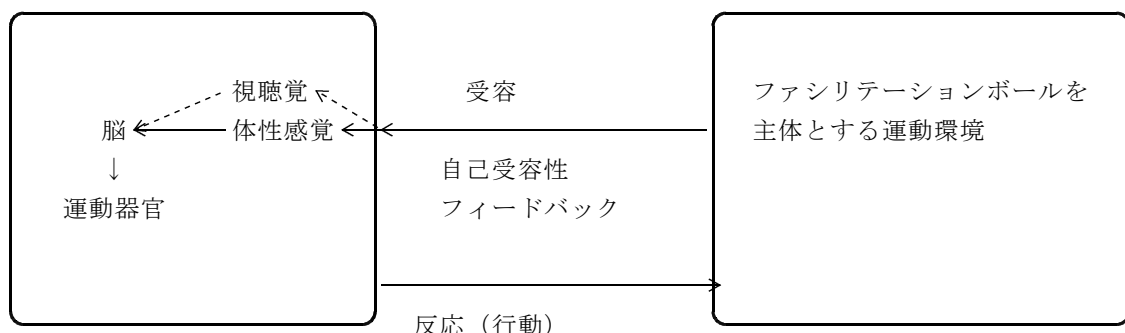 視聴覚
脳
体性感覚
↓
運動器官
受容
自己受容性
フィードバック
反応（行動）
ファシリテーションボールを
主体とする運動環境